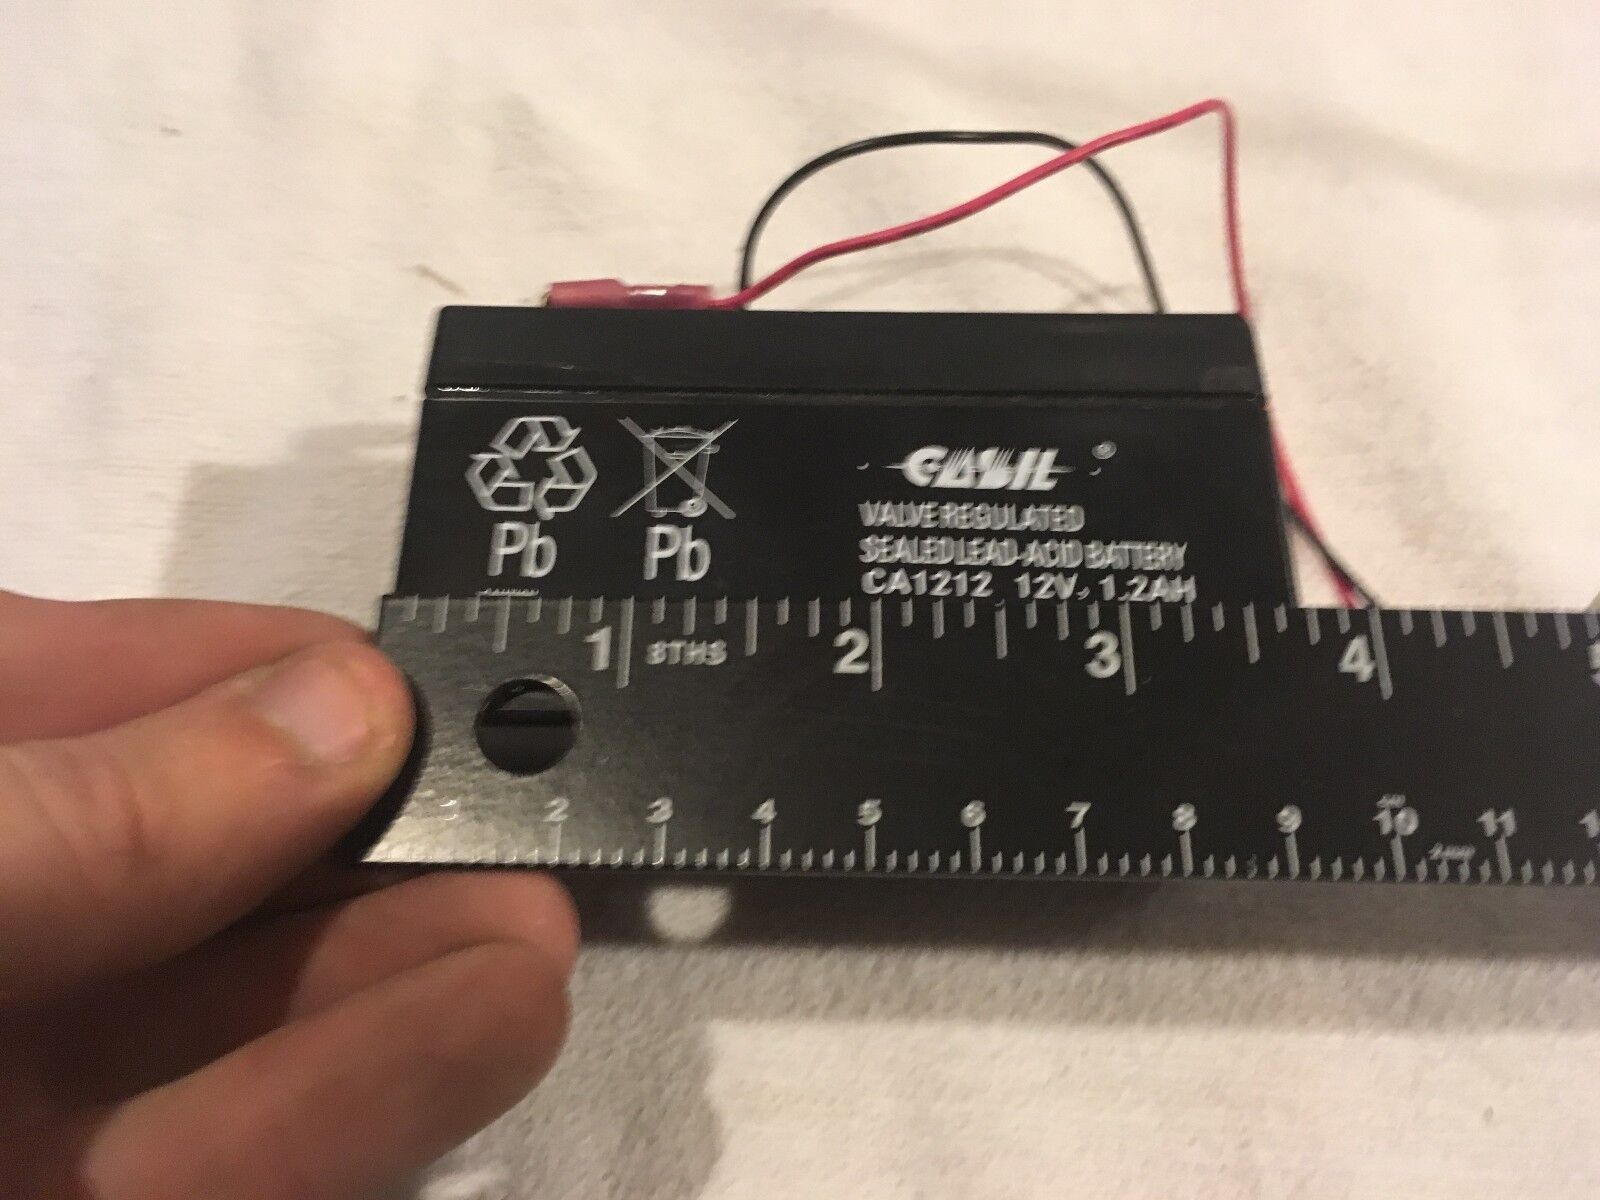 Pb Pb
CASIL ®
VALVE REGULATED
SEALED LEAD-ACID BATTERY
CA1212 12V, 1.2AH
1 8THS 2 3 4 5
2 3 4 5 6 7 8 9 10 11